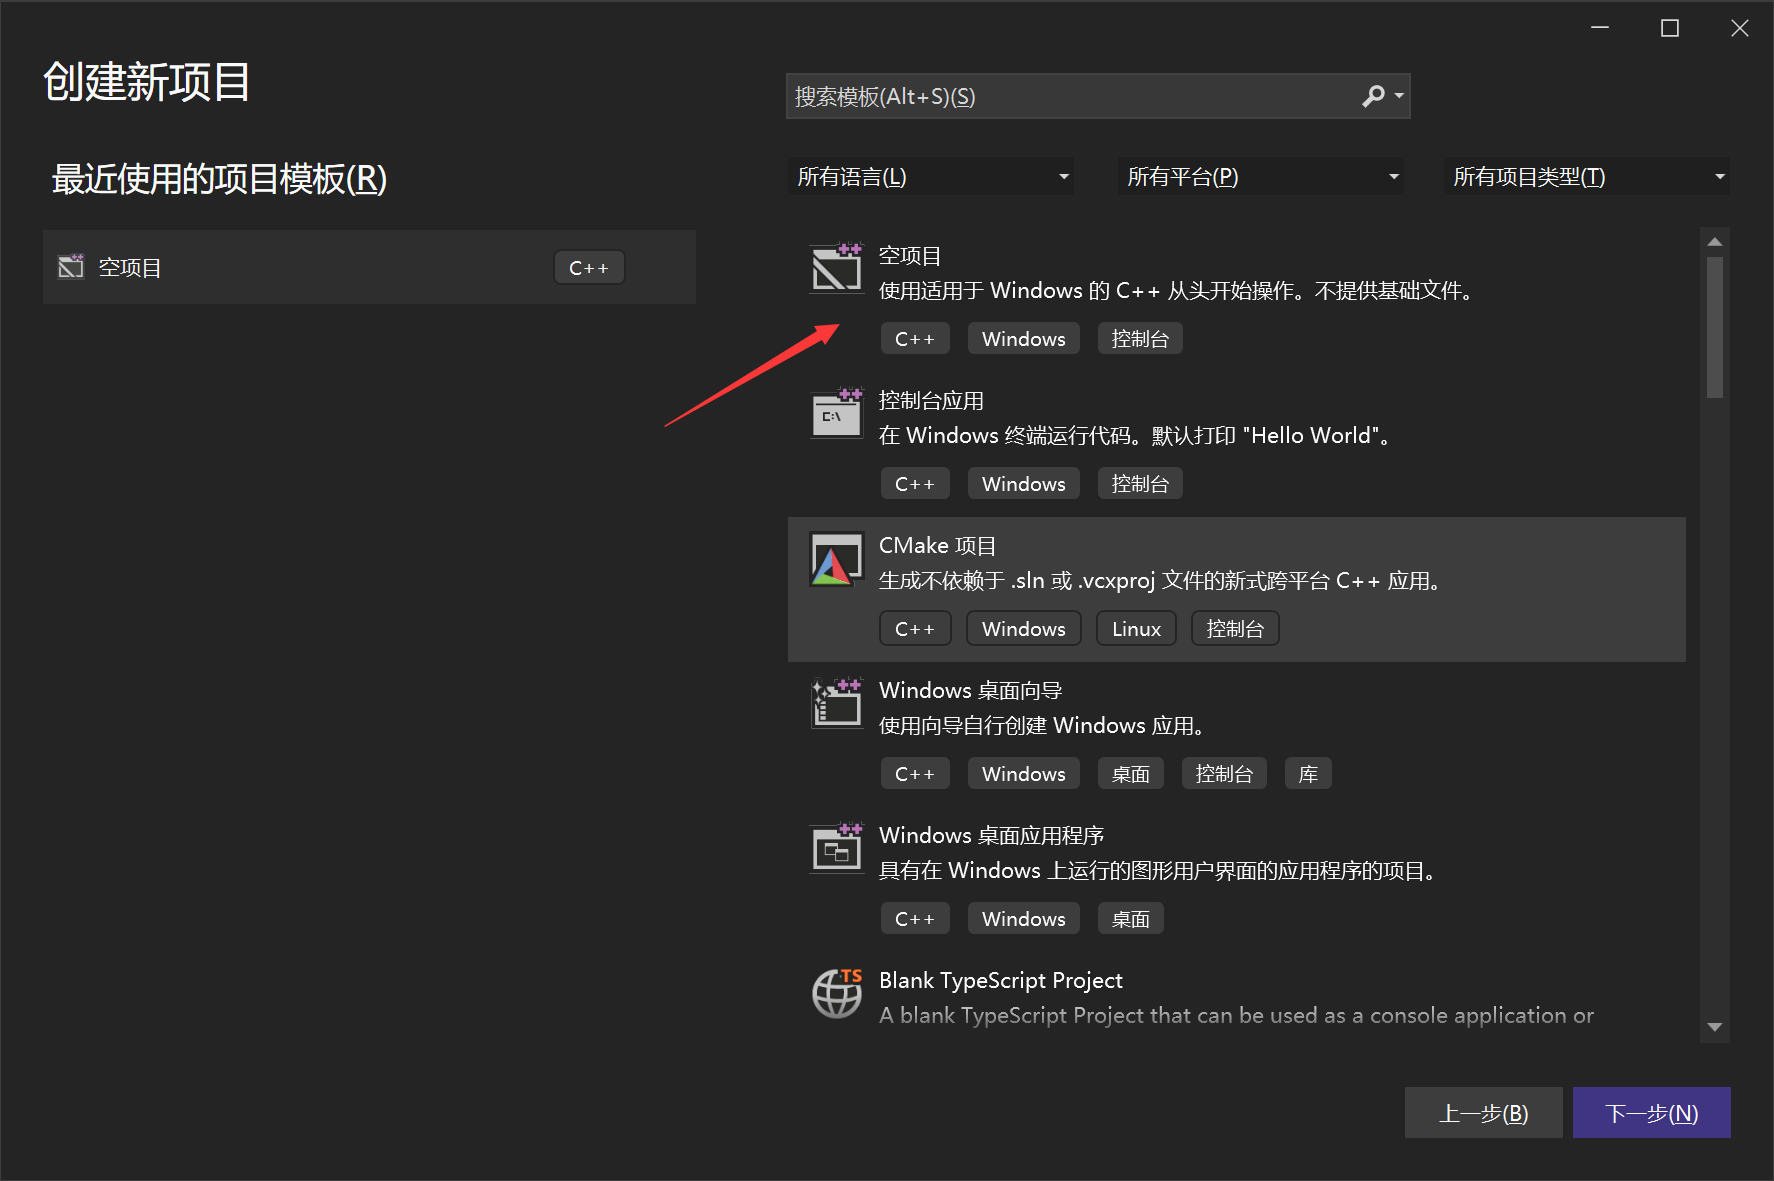 创建新项目
搜索模板(Alt+S)(S)
最近使用的项目模板(R)
所有语言(L)
所有平台(P)
所有项目类型(T)
空项目
C++
空项目
使用适用于 Windows 的 C++ 从头开始操作。不提供基础文件。
C++ Windows 控制台
C:\
控制台应用
在 Windows 终端运行代码。默认打印 "Hello World"。
C++ Windows 控制台
CMake 项目
生成不依赖于 .sln 或 .vcxproj 文件的新式跨平台 C++ 应用。
C++ Windows Linux 控制台
Windows 桌面向导
使用向导自行创建 Windows 应用。
C++ Windows 桌面 控制台 库
Windows 桌面应用程序
具有在 Windows 上运行的图形用户界面的应用程序的项目。
C++ Windows 桌面
TS
Blank TypeScript Project
A blank TypeScript Project that can be used as a console application or
上一步(B)
下一步(N)